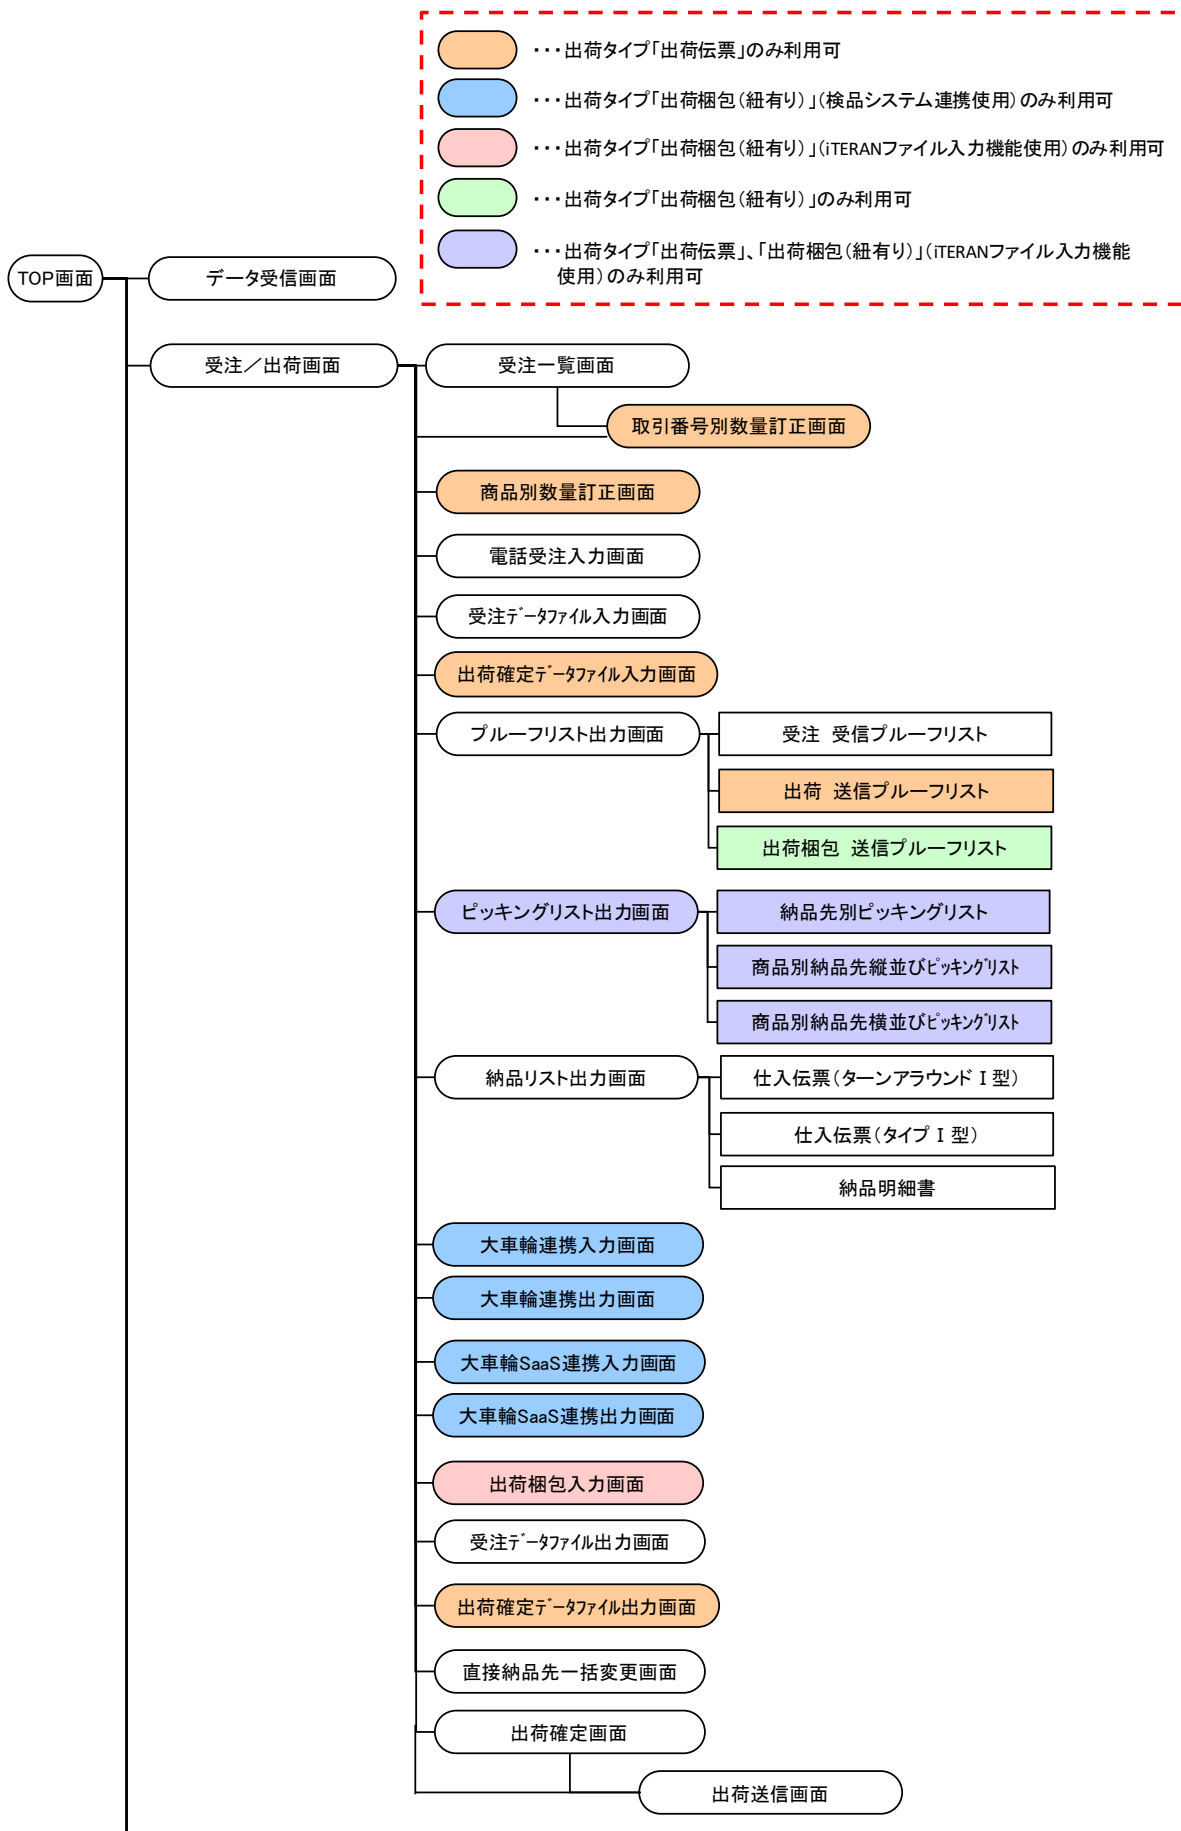 ・・・出荷タイプ「出荷伝票」のみ利用可
・・・出荷タイプ「出荷梱包（紐有り）」（検品システム連携使用）のみ利用可
・・・出荷タイプ「出荷梱包（紐有り）」（iTERANファイル入力機能使用）のみ利用可
・・・出荷タイプ「出荷梱包（紐有り）」のみ利用可
・・・出荷タイプ「出荷伝票」、「出荷梱包（紐有り）」（iTERANファイル入力機能
使用）のみ利用可
TOP画面
データ受信画面
受注／出荷画面
受注一覧画面
取引番号別数量訂正画面
商品別数量訂正画面
電話受注入力画面
受注ﾃﾞｰﾀﾌｧｲﾙ入力画面
出荷確定ﾃﾞｰﾀﾌｧｲﾙ入力画面
プルーフリスト出力画面
受注 受信プルーフリスト
出荷 送信プルーフリスト
出荷梱包 送信プルーフリスト
ピッキングリスト出力画面
納品先別ピッキングリスト
商品別納品先縦並びﾋﾟｯｷﾝｸﾞﾘｽﾄ
商品別納品先横並びﾋﾟｯｷﾝｸﾞﾘｽﾄ
納品リスト出力画面
仕入伝票（ターンアラウンドⅠ型）
仕入伝票（タイプⅠ型）
納品明細書
大車輪連携入力画面
大車輪連携出力画面
大車輪SaaS連携入力画面
大車輪SaaS連携出力画面
出荷梱包入力画面
受注ﾃﾞｰﾀﾌｧｲﾙ出力画面
出荷確定ﾃﾞｰﾀﾌｧｲﾙ出力画面
直接納品先一括変更画面
出荷確定画面
出荷送信画面